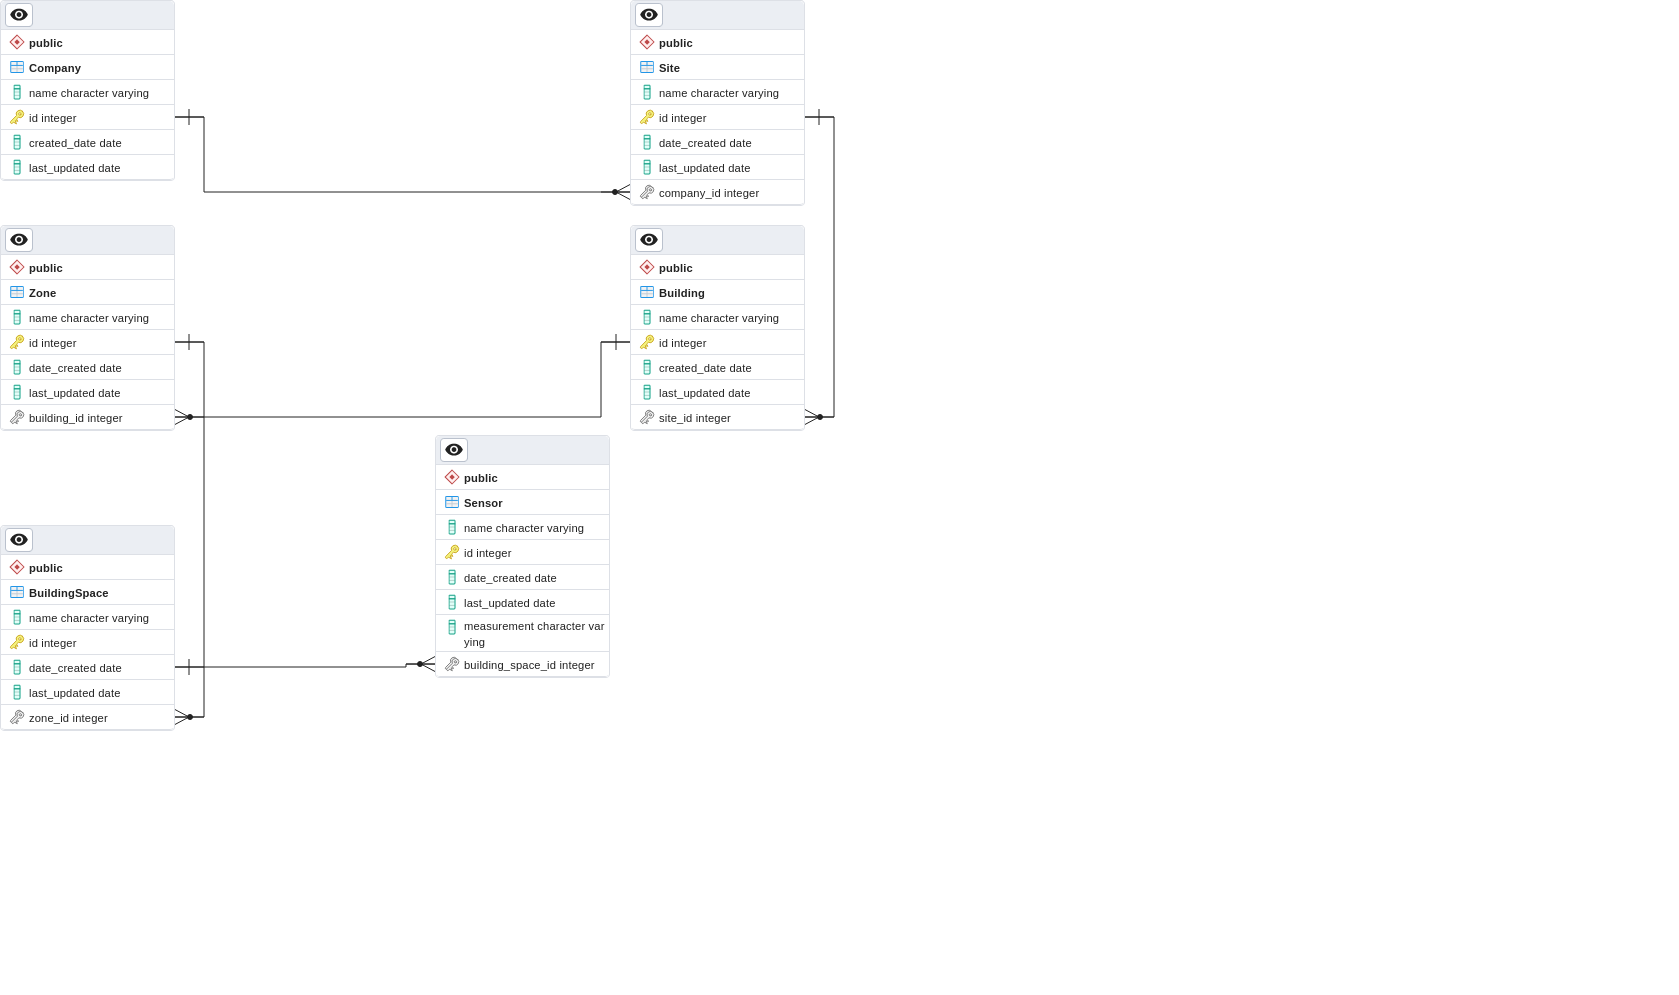 public
Company
name character varying
id integer
created_date date
last_updated date
public
Site
name character varying
id integer
date_created date
last_updated date
company_id integer
public
Zone
name character varying
id integer
date_created date
last_updated date
building_id integer
public
Building
name character varying
id integer
created_date date
last_updated date
site_id integer
public
Sensor
name character varying
id integer
date_created date
last_updated date
measurement character var
ying
building_space_id integer
public
BuildingSpace
name character varying
id integer
date_created date
last_updated date
zone_id integer